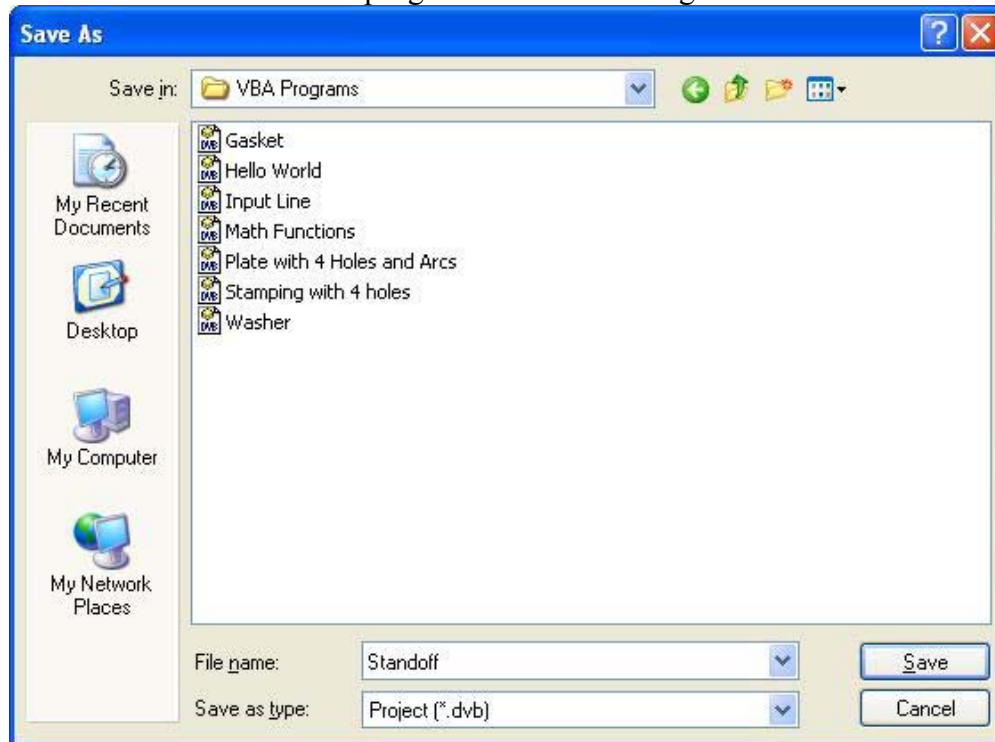 Save As
Save in:
VBA Programs
Gasket
Hello World
Input Line
Math Functions
Plate with 4 Holes and Arcs
Stamping with 4 holes
Washer
My Recent
Documents
Desktop
My Computer
My Network
Places
File name:
Standoff
Save
Save as type:
Project (*.dvb)
Cancel